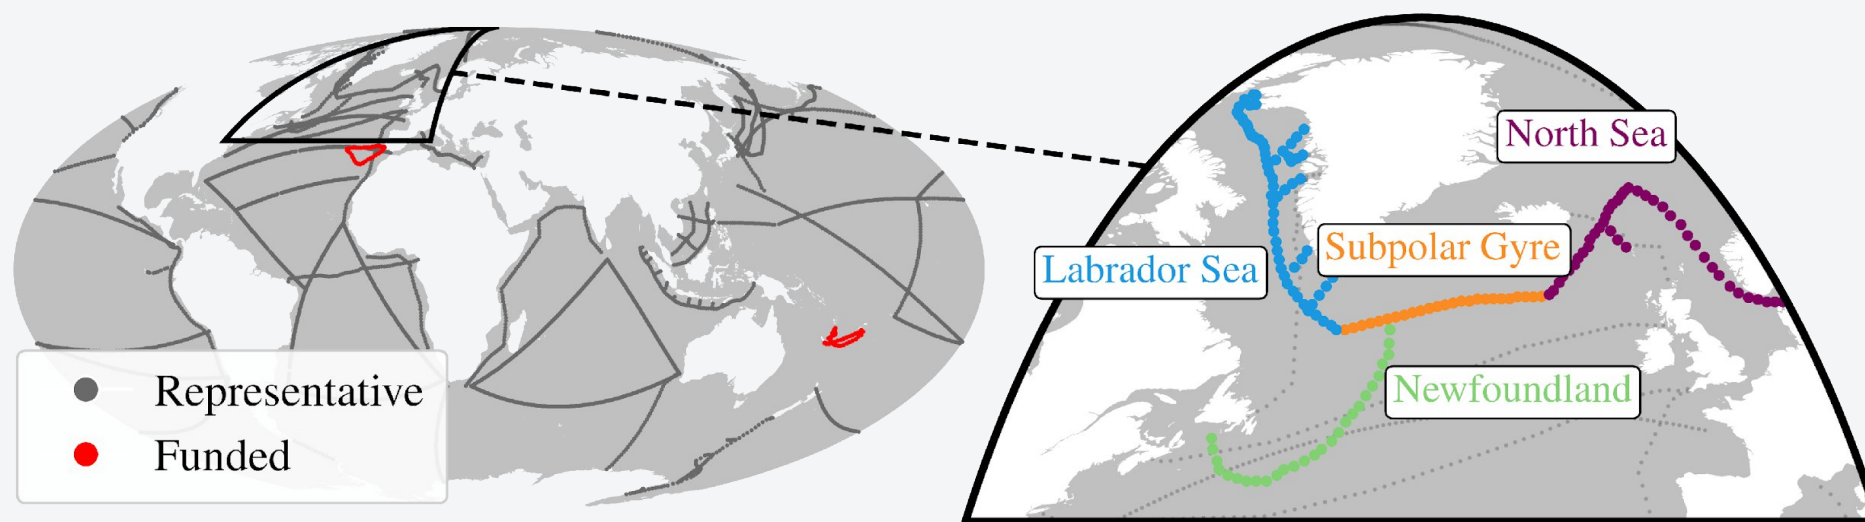 Representative
Funded
North Sea
Subpolar Gyre
Labrador Sea
Newfoundland